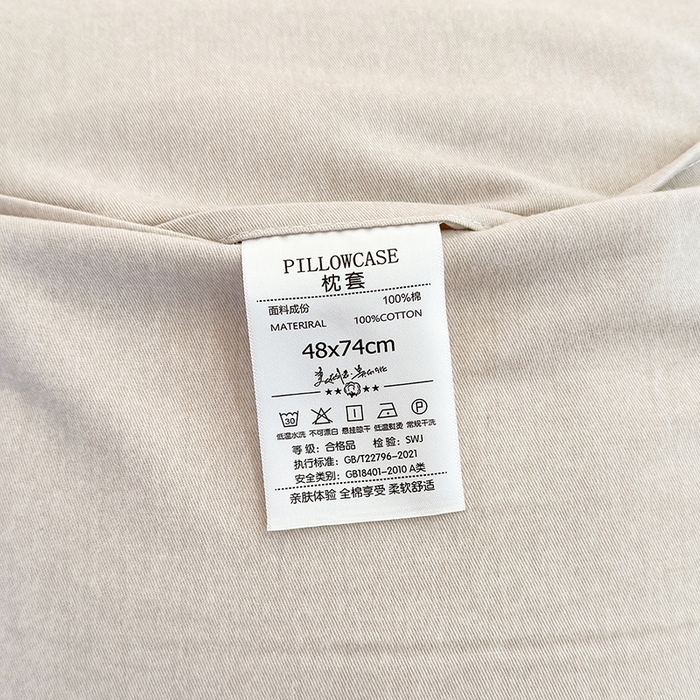 PILLOWCASE
枕套
面料成份 100%棉
MATERIRAL 100%COTTON
48x74cm
30 P
低温水洗 不可漂白 悬挂晾干 低温熨烫 常规干洗
等 级：合格品 检 验：SWJ
执行标准：GB/T22796-2021
安全类别：GB18401-2010 A类
亲肤体验 全棉享受 柔软舒适